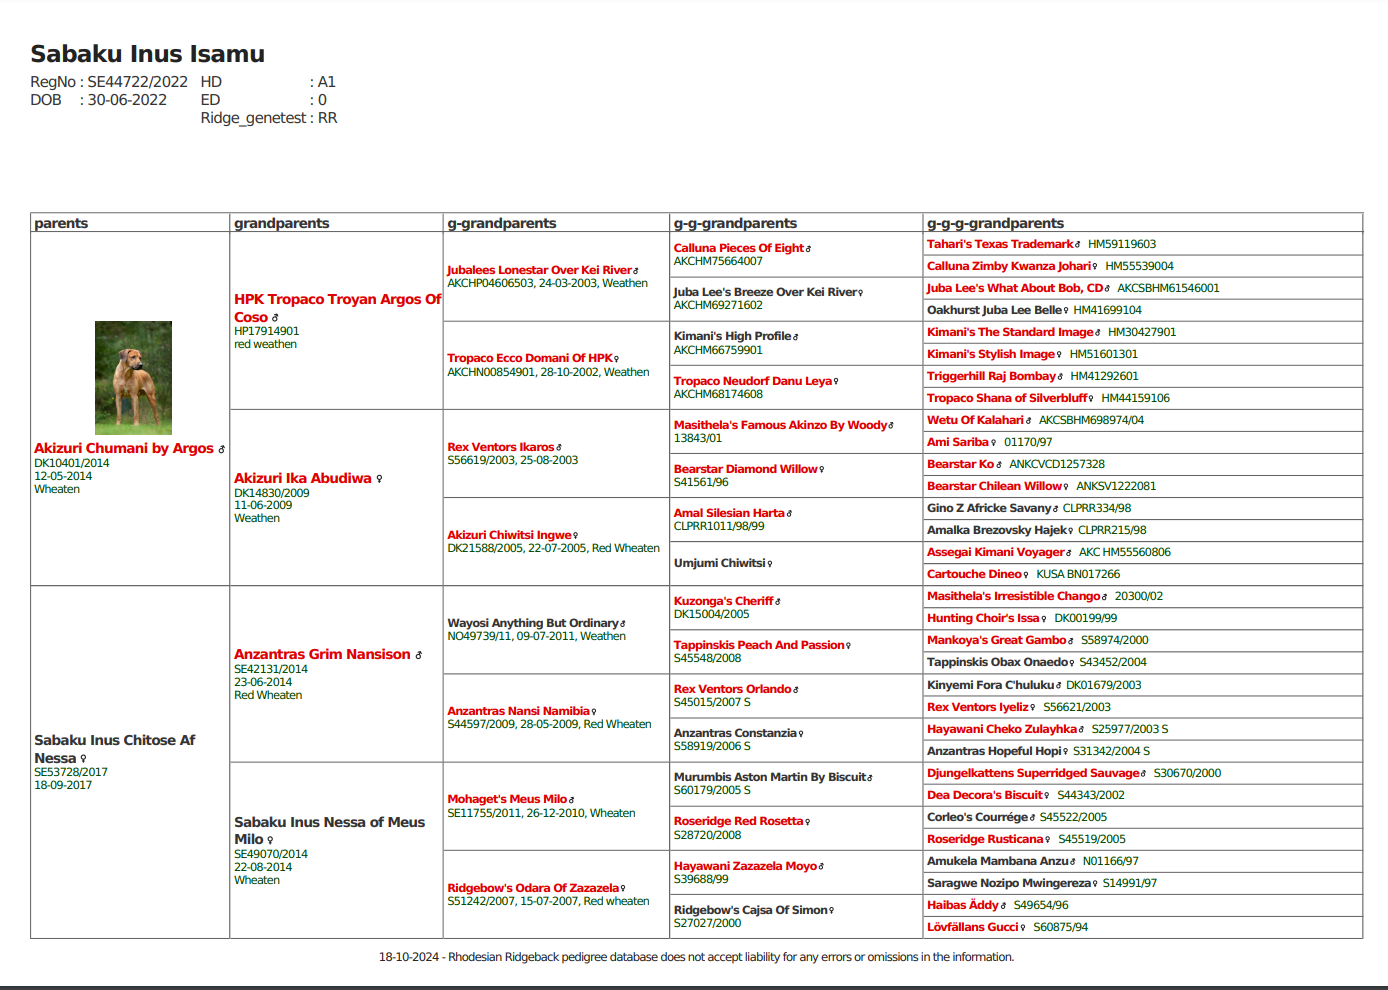 Sabaku Inus Isamu
RegNo : SE44722/2022 HD : A1
DOB : 30-06-2022 ED : 0
Ridge_genetest : RR
parents grandparents g-grandparents g-g-grandparents g-g-g-grandparents
Akizuri Chumani by Argos ♂
DK10401/2014
12-05-2014
Wheaten
Sabaku Inus Chitose Af
Nessa ♀
SE53728/2017
18-09-2017
HPK Tropaco Troyan Argos Of
Coso ♂
HP17914901
red weathen
Akizuri Ika Abudiwa ♀
DK14830/2009
11-06-2009
Weathen
Anzantras Grim Nansison ♂
SE42131/2014
23-06-2014
Red Wheaten
Sabaku Inus Nessa of Meus
Milo ♀
SE49070/2014
22-08-2014
Wheaten
Jubalees Lonestar Over Kei River♂
AKCHP04606503, 24-03-2003, Weathen
Tropaco Ecco Domani Of HPK♀
AKCHN00854901, 28-10-2002, Weathen
Rex Ventors Ikaros♂
S56619/2003, 25-08-2003
Akizuri Chiwitsi Ingwe♀
DK21588/2005, 22-07-2005, Red Wheaten
Wayosi Anything But Ordinary♂
NO49739/11, 09-07-2011, Weathen
Anzantras Nansi Namibia♀
S44597/2009, 28-05-2009, Red Wheaten
Mohaget's Meus Milo♂
SE11755/2011, 26-12-2010, Wheaten
Ridgebow's Odara Of Zazazela♀
S51242/2007, 15-07-2007, Red wheaten
Calluna Pieces Of Eight♂
AKCHM75664007
Juba Lee's Breeze Over Kei River♀
AKCHM69271602
Kimani's High Profile♂
AKCHM66759901
Tropaco Neudorf Danu Leya♀
AKCHM68174608
Masithela's Famous Akinzo By Woody♂
13843/01
Bearstar Diamond Willow♀
S41561/96
Amal Silesian Harta♂
CLPRR1011/98/99
Umjumi Chiwitsi♀
Kuzonga's Cheriff♂
DK15004/2005
Tappinskis Peach And Passion♀
S45548/2008
Rex Ventors Orlando♂
S45015/2007 S
Anzantras Constanzia♀
S58919/2006 S
Murumbis Aston Martin By Biscuit♂
S60179/2005 S
Roseridge Red Rosetta♀
S28720/2008
Hayawani Zazazela Moyo♂
S39688/99
Ridgebow's Cajsa Of Simon♀
S27027/2000
Tahari's Texas Trademark♂ HM59119603
Calluna Zimby Kwanza Johari♀ HM55539004
Juba Lee's What About Bob, CD♂ AKCSBHM61546001
Oakhurst Juba Lee Belle♀ HM41699104
Kimani's The Standard Image♂ HM30427901
Kimani's Stylish Image♀ HM51601301
Triggerhill Raj Bombay♂ HM41292601
Tropaco Shana of Silverbluff♀ HM44159106
Wetu Of Kalahari♂ AKCSBHM698974/04
Ami Sariba♀ 01170/97
Bearstar Ko♂ ANKCVCD1257328
Bearstar Chilean Willow♀ ANKSV1222081
Gino Z Africke Savany♂ CLPRR334/98
Amalka Brezovsky Hajek♀ CLPRR215/98
Assegai Kimani Voyager♂ AKC HM55560806
Cartouche Dineo♀ KUSA BN017266
Masithela's Irresistible Chango♂ 20300/02
Hunting Choir's Issa♀ DK00199/99
Mankoya's Great Gambo♂ S58974/2000
Tappinskis Obax Onaedo♀ S43452/2004
Kinyemi Fora C'huluku♂ DK01679/2003
Rex Ventors Iyeliz♀ S56621/2003
Hayawani Cheko Zulayhka♂ S25977/2003 S
Anzantras Hopeful Hopi♀ S31342/2004 S
Djungelkattens Superridged Sauvage♂ S30670/2000
Dea Decora's Biscuit♀ S44343/2002
Corleo's Courrége♂ S45522/2005
Roseridge Rusticana♀ S45519/2005
Amukela Mambana Anzu♂ N01166/97
Saragwe Nozipo Mwingereza♀ S14991/97
Haibas Äddy♂ S49654/96
Lövfällans Gucci♀ S60875/94
18-10-2024 - Rhodesian Ridgeback pedigree database does not accept liability for any errors or omissions in the information.